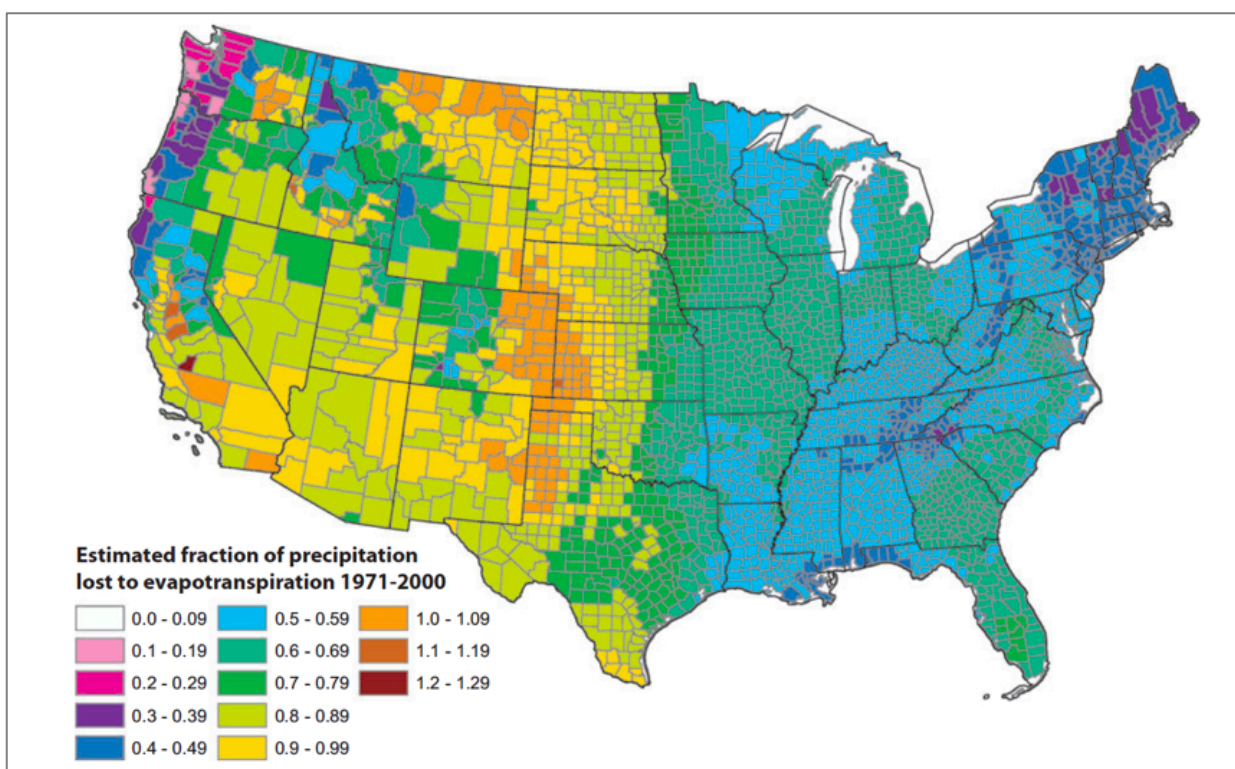 Estimated fraction of precipitation
lost to evapotranspiration 1971-2000
0.0 - 0.09
0.1 - 0.19
0.2 - 0.29
0.3 - 0.39
0.4 - 0.49
0.5 - 0.59
0.6 - 0.69
0.7 - 0.79
0.8 - 0.89
0.9 - 0.99
1.0 - 1.09
1.1 - 1.19
1.2 - 1.29